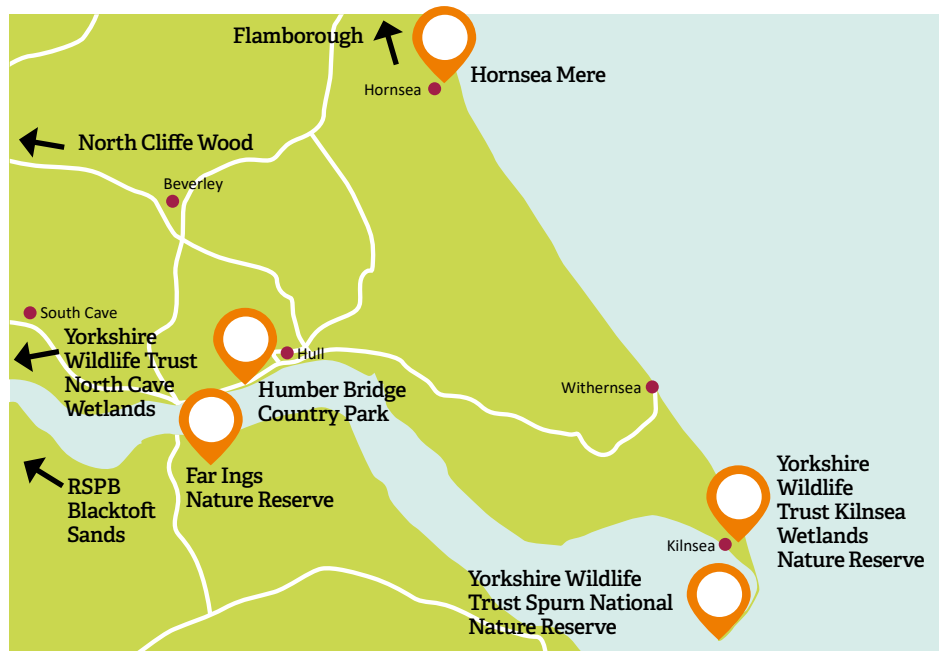 Flamborough
Hornsea Mere
Hornsea
North Cliffe Wood
Beverley
South Cave
Yorkshire
Wildlife Trust
North Cave
Wetlands
Hull
Humber Bridge
Country Park
Withernsea
Far Ings
Nature Reserve
RSPB
Blacktoft
Sands
Yorkshire
Wildlife
Trust Kilnsea
Wetlands
Nature Reserve
Kilnsea
Yorkshire Wildlife
Trust Spurn National
Nature Reserve